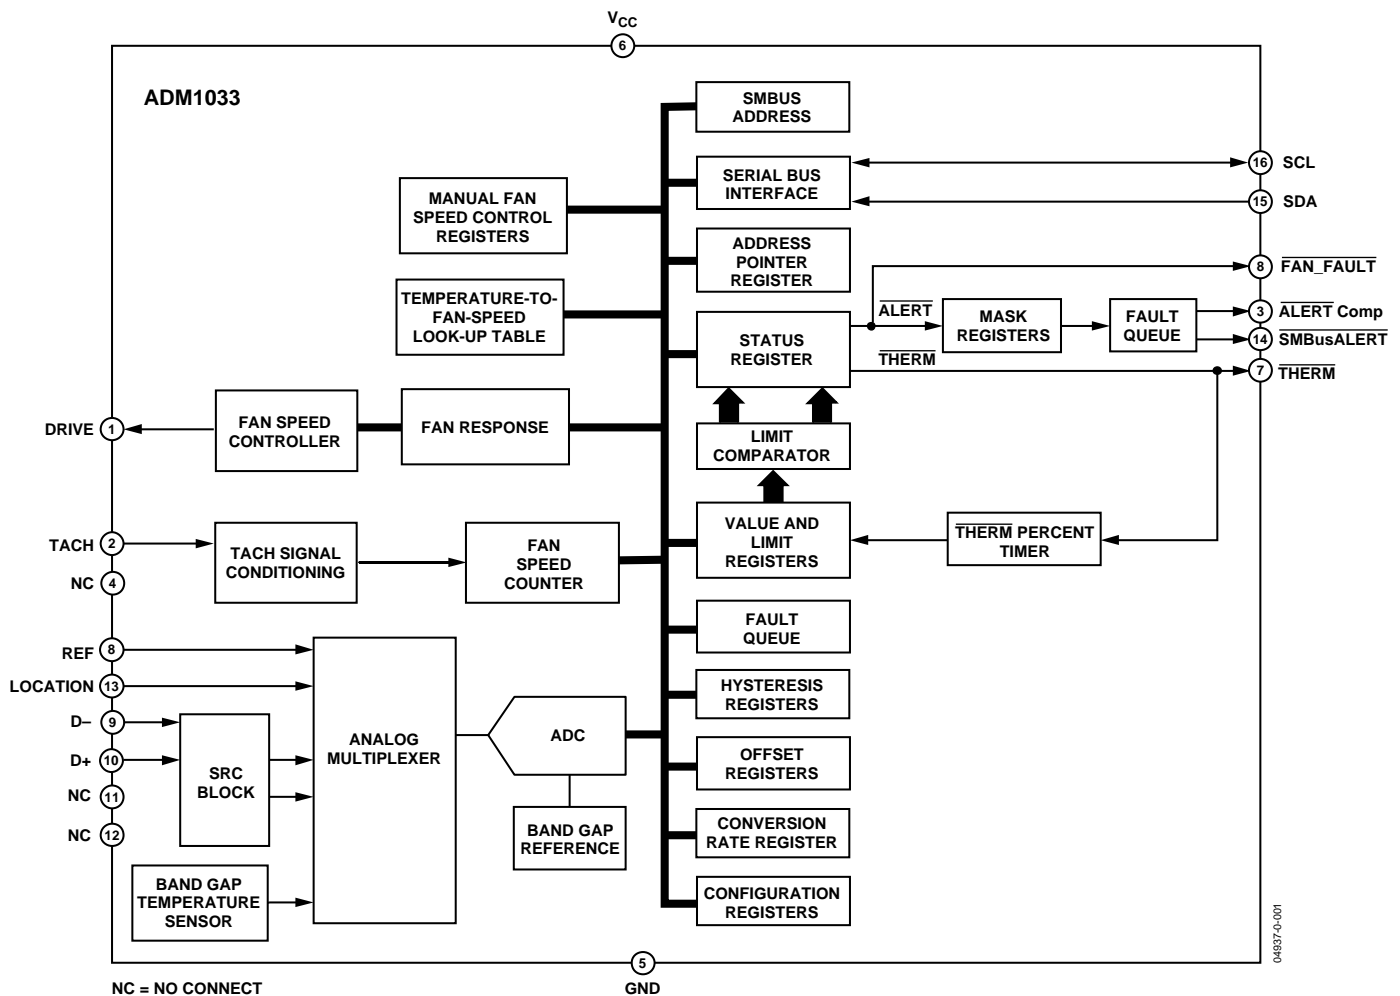 V_CC
6
ADM1033
SMBUS
ADDRESS
SERIAL BUS
INTERFACE
16 SCL
15 SDA
MANUAL FAN
SPEED CONTROL
REGISTERS
ADDRESS
POINTER
REGISTER
8 FAN_FAULT
TEMPERATURE-TO-
FAN-SPEED
LOOK-UP TABLE
STATUS
REGISTER
ALERT
THERM
MASK
REGISTERS
FAULT
QUEUE
3 ALERT Comp
14 SMBusALERT
7 THERM
DRIVE 1
FAN SPEED
CONTROLLER
FAN RESPONSE
LIMIT
COMPARATOR
TACH 2
NC 4
TACH SIGNAL
CONDITIONING
FAN
SPEED
COUNTER
VALUE AND
LIMIT
REGISTERS
THERM PERCENT
TIMER
FAULT
QUEUE
REF 8
LOCATION 13
D– 9
D+ 10
NC 11
NC 12
SRC
BLOCK
ANALOG
MULTIPLEXER
ADC
BAND GAP
REFERENCE
HYSTERESIS
REGISTERS
OFFSET
REGISTERS
CONVERSION
RATE REGISTER
BAND GAP
TEMPERATURE
SENSOR
CONFIGURATION
REGISTERS
04937-0-001
5
NC = NO CONNECT
GND